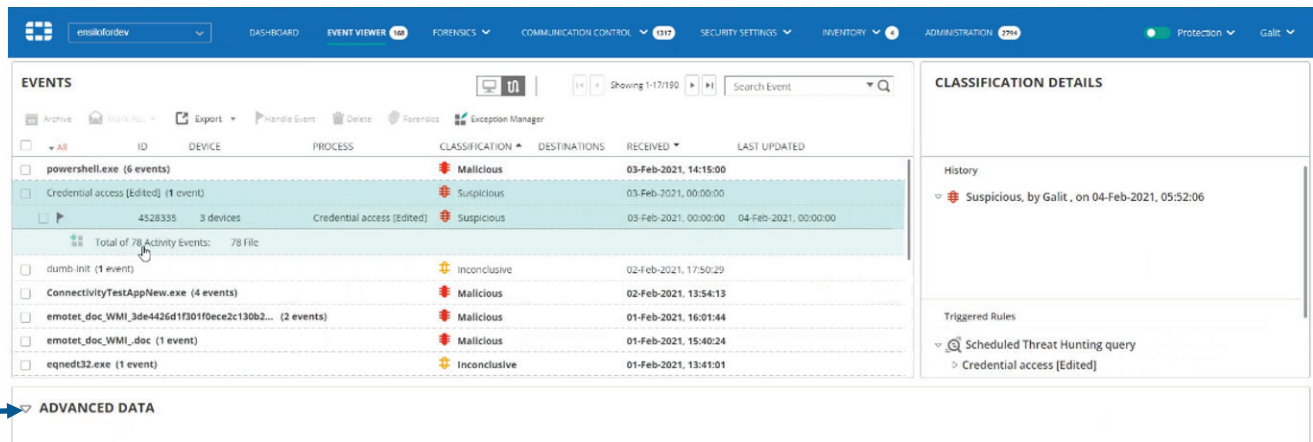 ensilofordev DASHBOARD EVENT VIEWER 168 FORENSICS COMMUNICATION CONTROL 1317 SECURITY SETTINGS INVENTORY 4 ADMINISTRATION 2794 Protection Galit
EVENTS Showing 1-17/190 Search Event
Archive Mark As... Export Handle Event Delete Forensics Exception Manager
All ID DEVICE PROCESS CLASSIFICATION DESTINATIONS RECEIVED LAST UPDATED
powershell.exe (6 events) Malicious 03-Feb-2021, 14:15:00
Credential access [Edited] (1 event) Suspicious 03-Feb-2021, 00:00:00
4528335 3 devices Credential access [Edited] Suspicious 03-Feb-2021, 00:00:00 04-Feb-2021, 00:00:00
Total of 78 Activity Events: 78 File
dumb-init (1 event) Inconclusive 02-Feb-2021, 17:50:29
ConnectivityTestAppNew.exe (4 events) Malicious 02-Feb-2021, 13:54:13
emotet_doc_WMI_3de4426d1f301f0ece2c130b2... (2 events) Malicious 01-Feb-2021, 16:01:44
emotet_doc_WMI_.doc (1 event) Malicious 01-Feb-2021, 15:40:24
eqnedt32.exe (1 event) Inconclusive 01-Feb-2021, 13:41:01
CLASSIFICATION DETAILS
History
Suspicious, by Galit , on 04-Feb-2021, 05:52:06
Triggered Rules
Scheduled Threat Hunting query
Credential access [Edited]
ADVANCED DATA